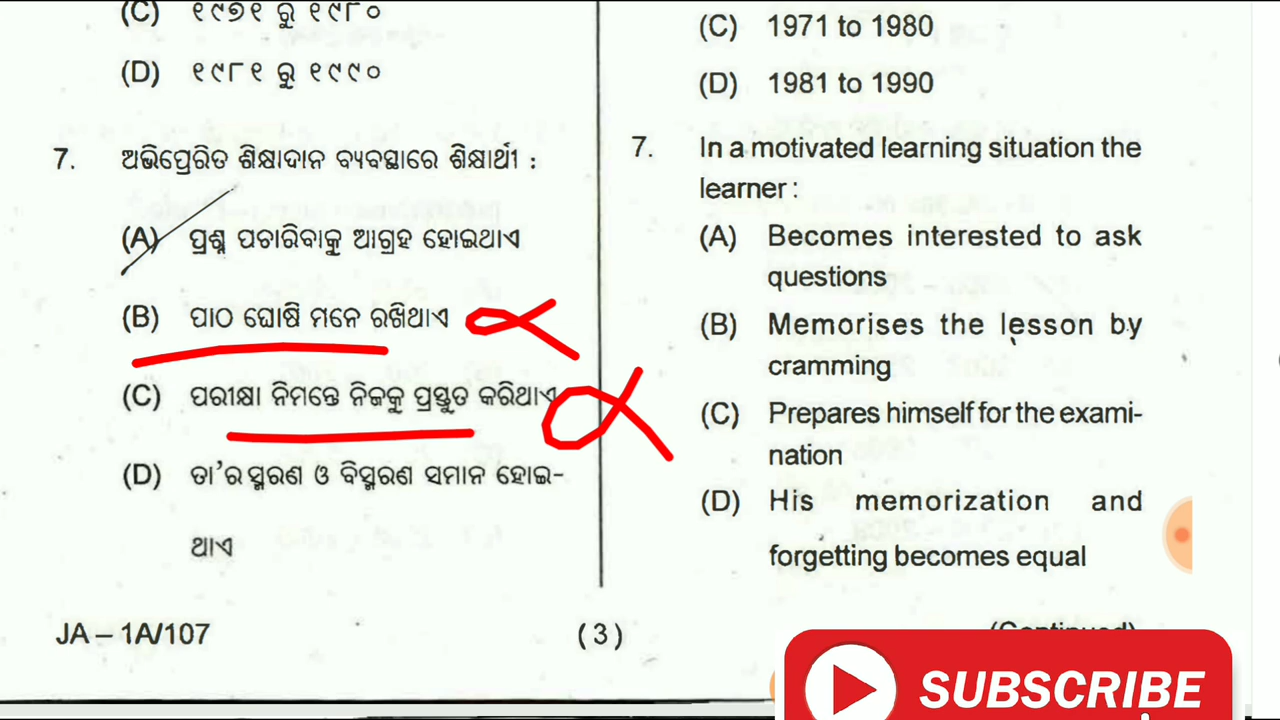 (C) ୧୯୭୧ ରୁ ୧୯୮୦
(D) ୧୯୮୧ ରୁ ୧୯୯୦
7. ଅଭିପ୍ରେରିତ ଶିକ୍ଷାଦାନ ବ୍ୟବସ୍ଥାରେ ଶିକ୍ଷାର୍ଥୀ :
(A) ପ୍ରଶ୍ନ ପଚାରିବାକୁ ଆଗ୍ରହ ହୋଇଥାଏ
(B) ପାଠ ଘୋଷି ମନେ ରଖିଥାଏ
(C) ପରୀକ୍ଷା ନିମନ୍ତେ ନିଜକୁ ପ୍ରସ୍ତୁତ କରିଥାଏ
(D) ତା'ର ସ୍ମରଣ ଓ ବିସ୍ମରଣ ସମାନ ହୋଇ-
ଥାଏ
(C) 1971 to 1980
(D) 1981 to 1990
7. In a motivated learning situation the
learner :
(A) Becomes interested to ask
questions
(B) Memorises the lesson by
cramming
(C) Prepares himself for the exami-
nation
(D) His memorization and
forgetting becomes equal
JA – 1A/107
( 3 )
(Continued)
SUBSCRIBE